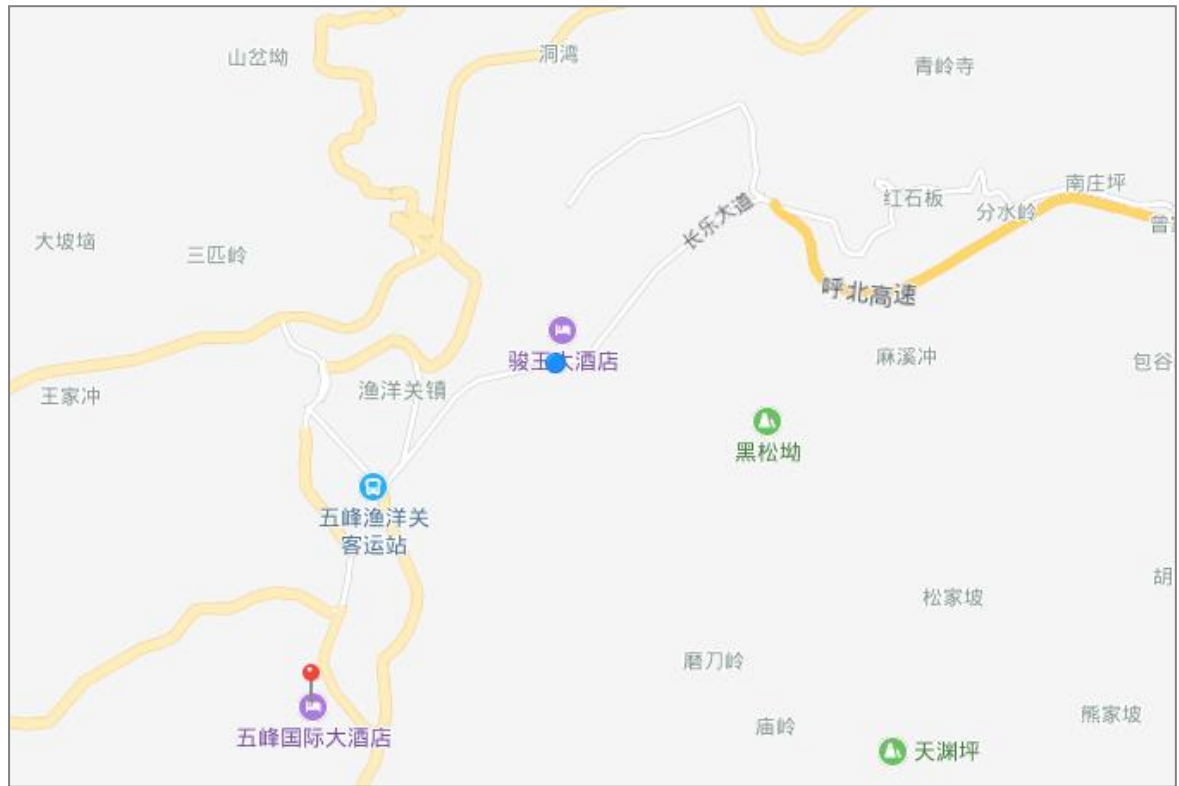 洞湾
山岔坳
青岭寺
南庄坪
红石板
分水岭
长乐大道
大坡垴
三匹岭
呼北高速
骏王大酒店
麻溪冲
包谷
王家冲
渔洋关镇
黑松坳
五峰渔洋关
客运站
胡
松家坡
磨刀岭
熊家坡
庙岭
五峰国际大酒店
天渊坪